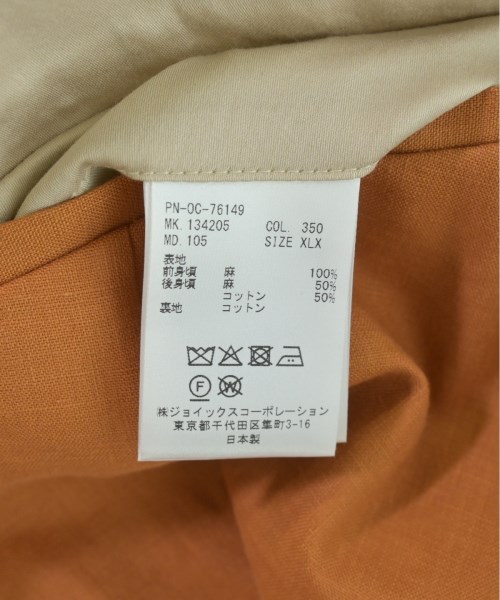 PN-OC-76149
MK. 134205 COL. 350
MD. 105 SIZE XLX
表地
前身頃 麻 100%
後身頃 麻 50%
コットン 50%
裏地 コットン
F W
㈱ジョイックスコーポレーション
東京都千代田区隼町3-16
日本製